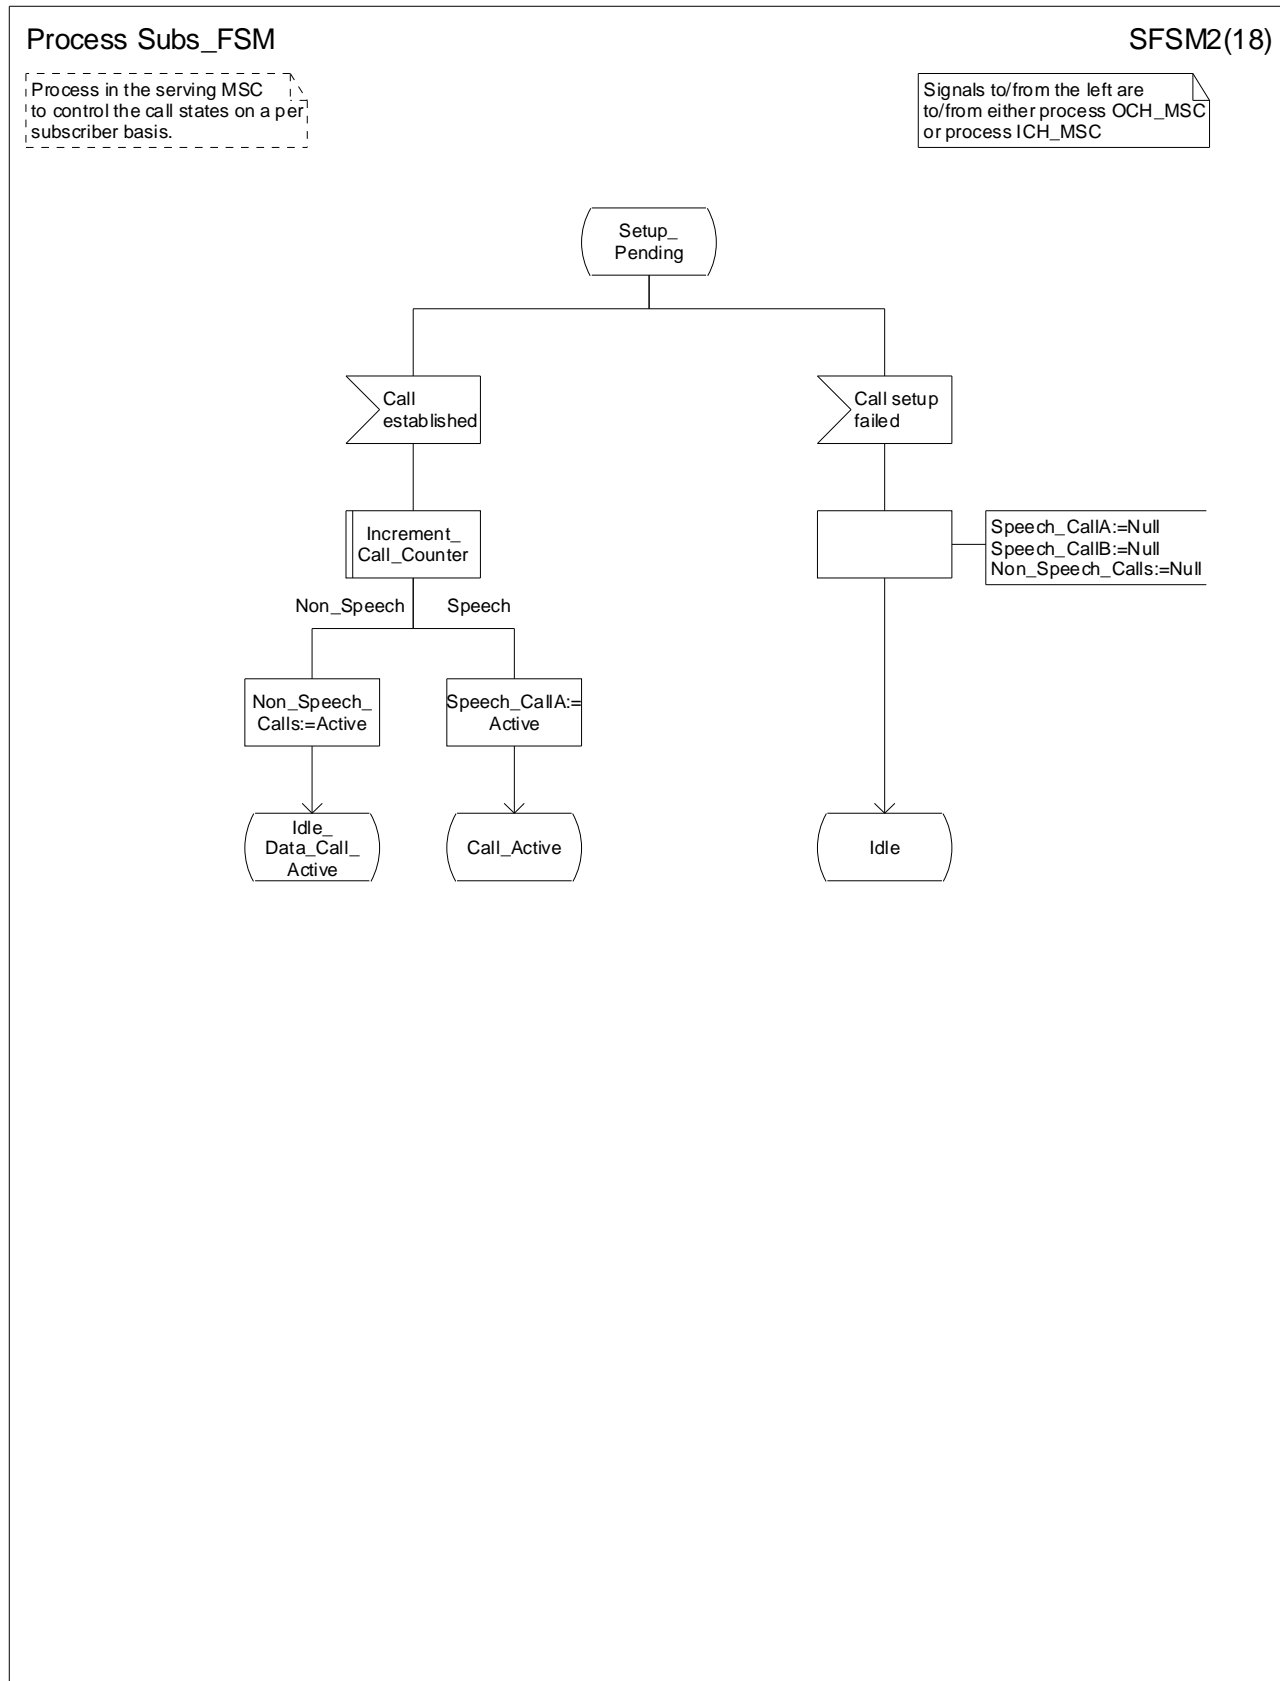 Process Subs_FSM
SFSM2(18)
Process in the serving MSC
to control the call states on a per
subscriber basis.
Signals to/from the left are
to/from either process OCH_MSC
or process ICH_MSC
Setup_
Pending
Call
established
Call setup
failed
Increment_
Call_Counter
Speech_CallA:=Null
Speech_CallB:=Null
Non_Speech_Calls:=Null
Non_Speech
Speech
Non_Speech_
Calls:=Active
Speech_CallA:=
Active
Idle_
Data_Call_
Active
Call_Active
Idle